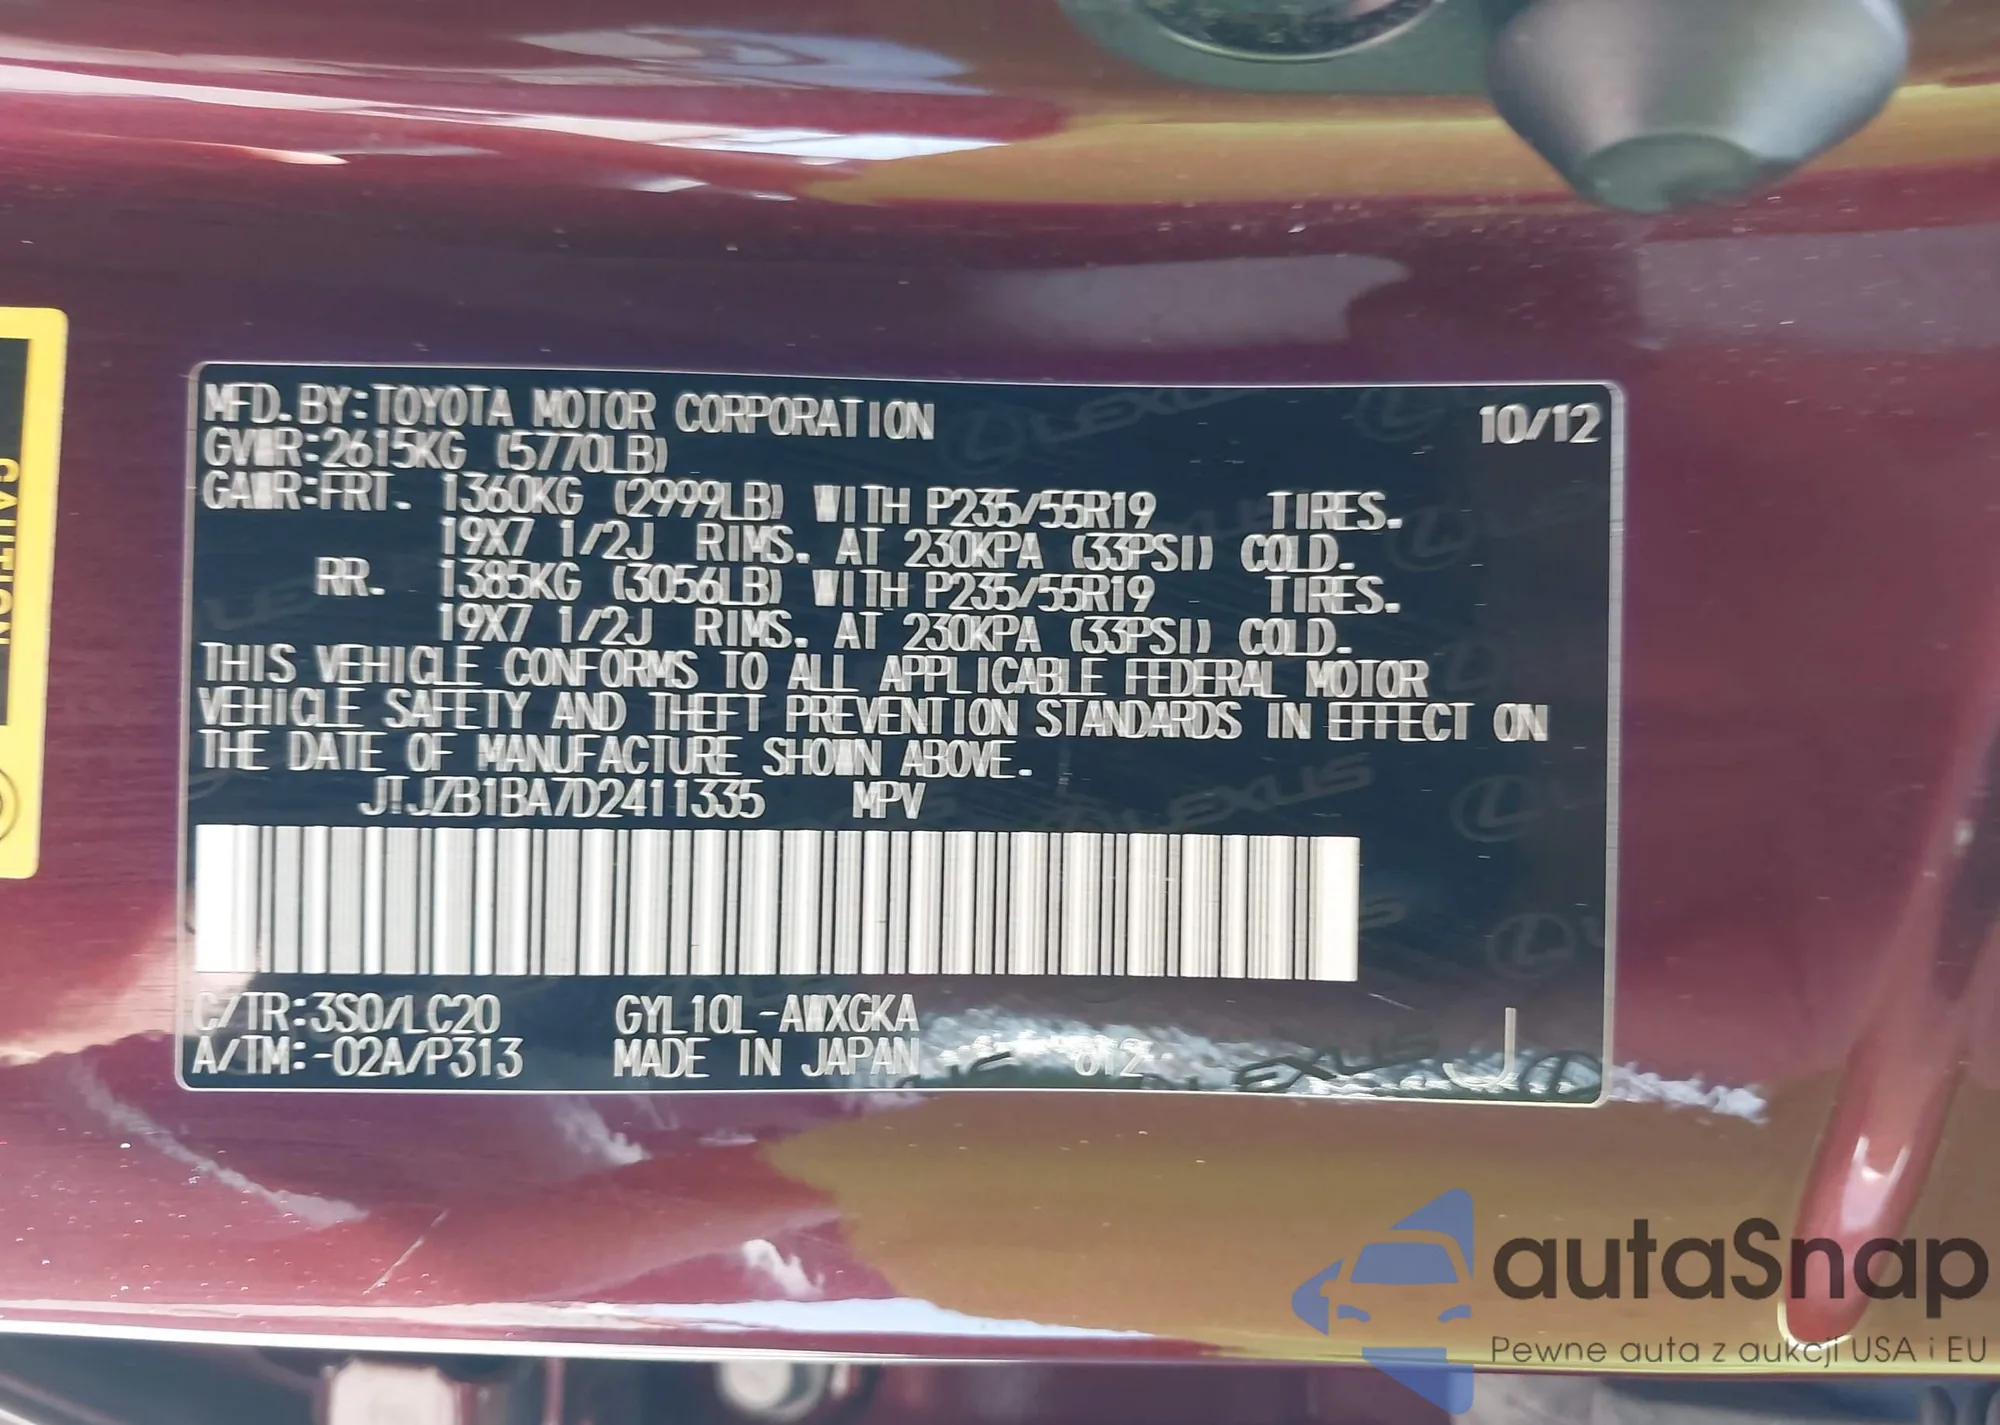 CAUTION
MFD.BY:TOYOTA MOTOR CORPORATION 10/12
GVWR:2615KG (5770LB)
GAWR:FRT. 1360KG (2999LB) WITH P235/55R19 TIRES.
19X7 1/2J RIMS. AT 230KPA (33PSI) COLD.
RR. 1385KG (3056LB) WITH P235/55R19 TIRES.
19X7 1/2J RIMS. AT 230KPA (33PSI) COLD.
THIS VEHICLE CONFORMS TO ALL APPLICABLE FEDERAL MOTOR
VEHICLE SAFETY AND THEFT PREVENTION STANDARDS IN EFFECT ON
THE DATE OF MANUFACTURE SHOWN ABOVE.
JTJZB1BA7D2411335 MPV
C/TR:3S0/LC20 GYL10L-AWXGKA
A/TM:-02A/P313 MADE IN JAPAN 612 J
LEXUS
autaSnap
Pewne auta z aukcji USA i EU